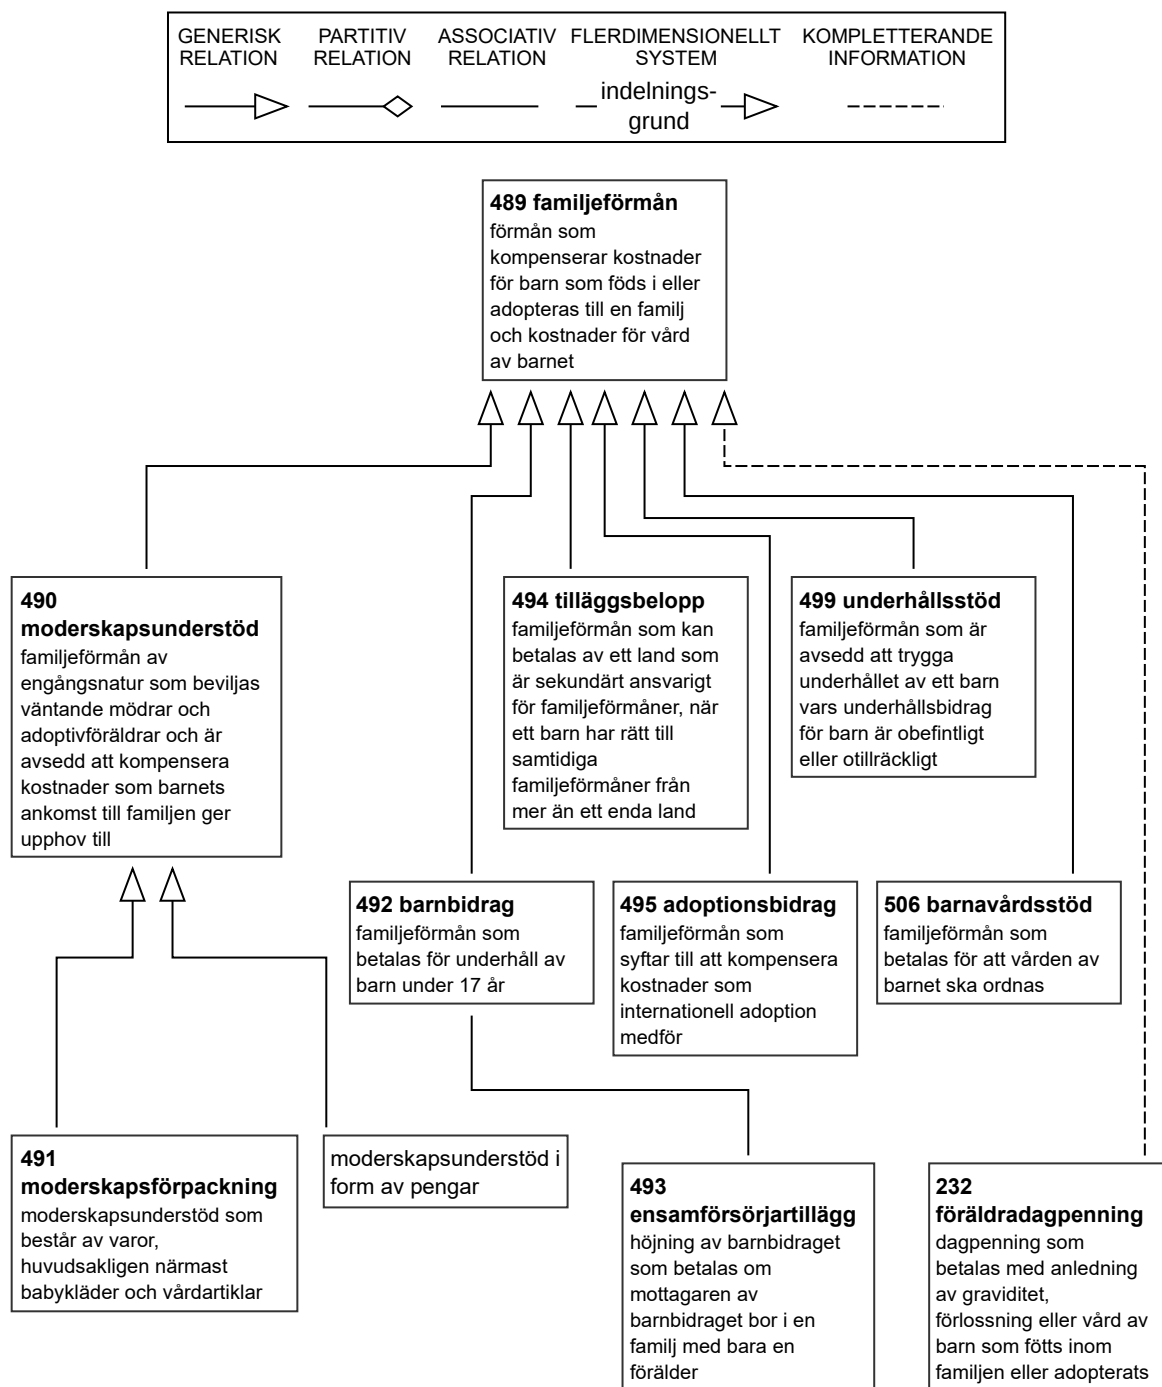 GENERISK
RELATION
PARTITIV
RELATION
ASSOCIATIV
RELATION
FLERDIMENSIONELLT
SYSTEM
KOMPLETTERANDE
INFORMATION
indelnings-
grund
489 familjeförmån
förmån som
kompenserar kostnader
för barn som föds i eller
adopteras till en familj
och kostnader för vård
av barnet
490
moderskapsunderstöd
familjeförmån av
engångsnatur som beviljas
väntande mödrar och
adoptivföräldrar och är
avsedd att kompensera
kostnader som barnets
ankomst till familjen ger
upphov till
494 tilläggsbelopp
familjeförmån som kan
betalas av ett land som
är sekundärt ansvarigt
för familjeförmåner, när
ett barn har rätt till
samtidiga
familjeförmåner från
mer än ett enda land
499 underhållsstöd
familjeförmån som är
avsedd att trygga
underhållet av ett barn
vars underhållsbidrag
för barn är obefintligt
eller otillräckligt
492 barnbidrag
familjeförmån som
betalas för underhåll av
barn under 17 år
495 adoptionsbidrag
familjeförmån som
syftar till att kompensera
kostnader som
internationell adoption
medför
506 barnavårdsstöd
familjeförmån som
betalas för att vården av
barnet ska ordnas
491
moderskapsförpackning
moderskapsunderstöd som
består av varor,
huvudsakligen närmast
babykläder och vårdartiklar
moderskapsunderstöd i
form av pengar
493
ensamförsörjartillägg
höjning av barnbidraget
som betalas om
mottagaren av
barnbidraget bor i en
familj med bara en
förälder
232
föräldradagpenning
dagpenning som
betalas med anledning
av graviditet,
förlossning eller vård av
barn som fötts inom
familjen eller adopterats